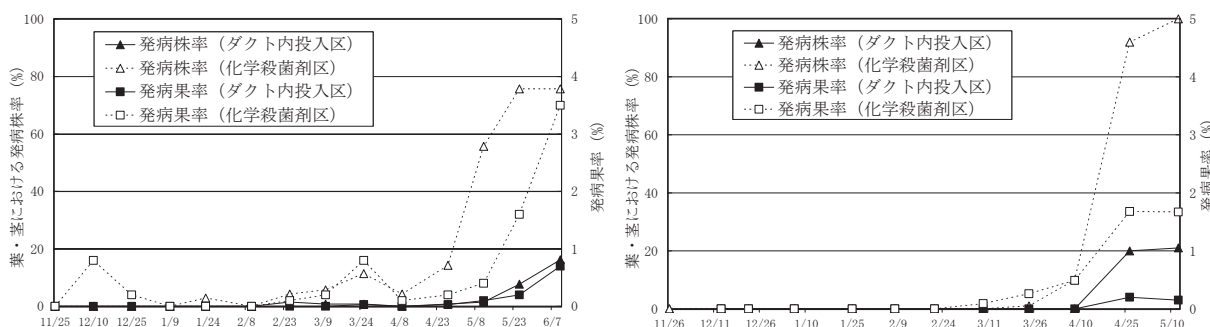 葉・茎における発病株率 (%)
100
80
60
40
20
0
▲ 発病株率（ダクト内投入区）
△ 発病株率（化学殺菌剤区）
■ 発病果率（ダクト内投入区）
□ 発病果率（化学殺菌剤区）
5
4
3
2
1
0
発病果率 (%)
11/25 12/10 12/25 1/9 1/24 2/8 2/23 3/9 3/24 4/8 4/23 5/8 5/23 6/7
葉・茎における発病株率 (%)
100
80
60
40
20
0
▲ 発病株率（ダクト内投入区）
△ 発病株率（化学殺菌剤区）
■ 発病果率（ダクト内投入区）
□ 発病果率（化学殺菌剤区）
5
4
3
2
1
0
発病果率 (%)
11/26 12/11 12/26 1/10 1/25 2/9 2/24 3/11 3/26 4/10 4/25 5/10